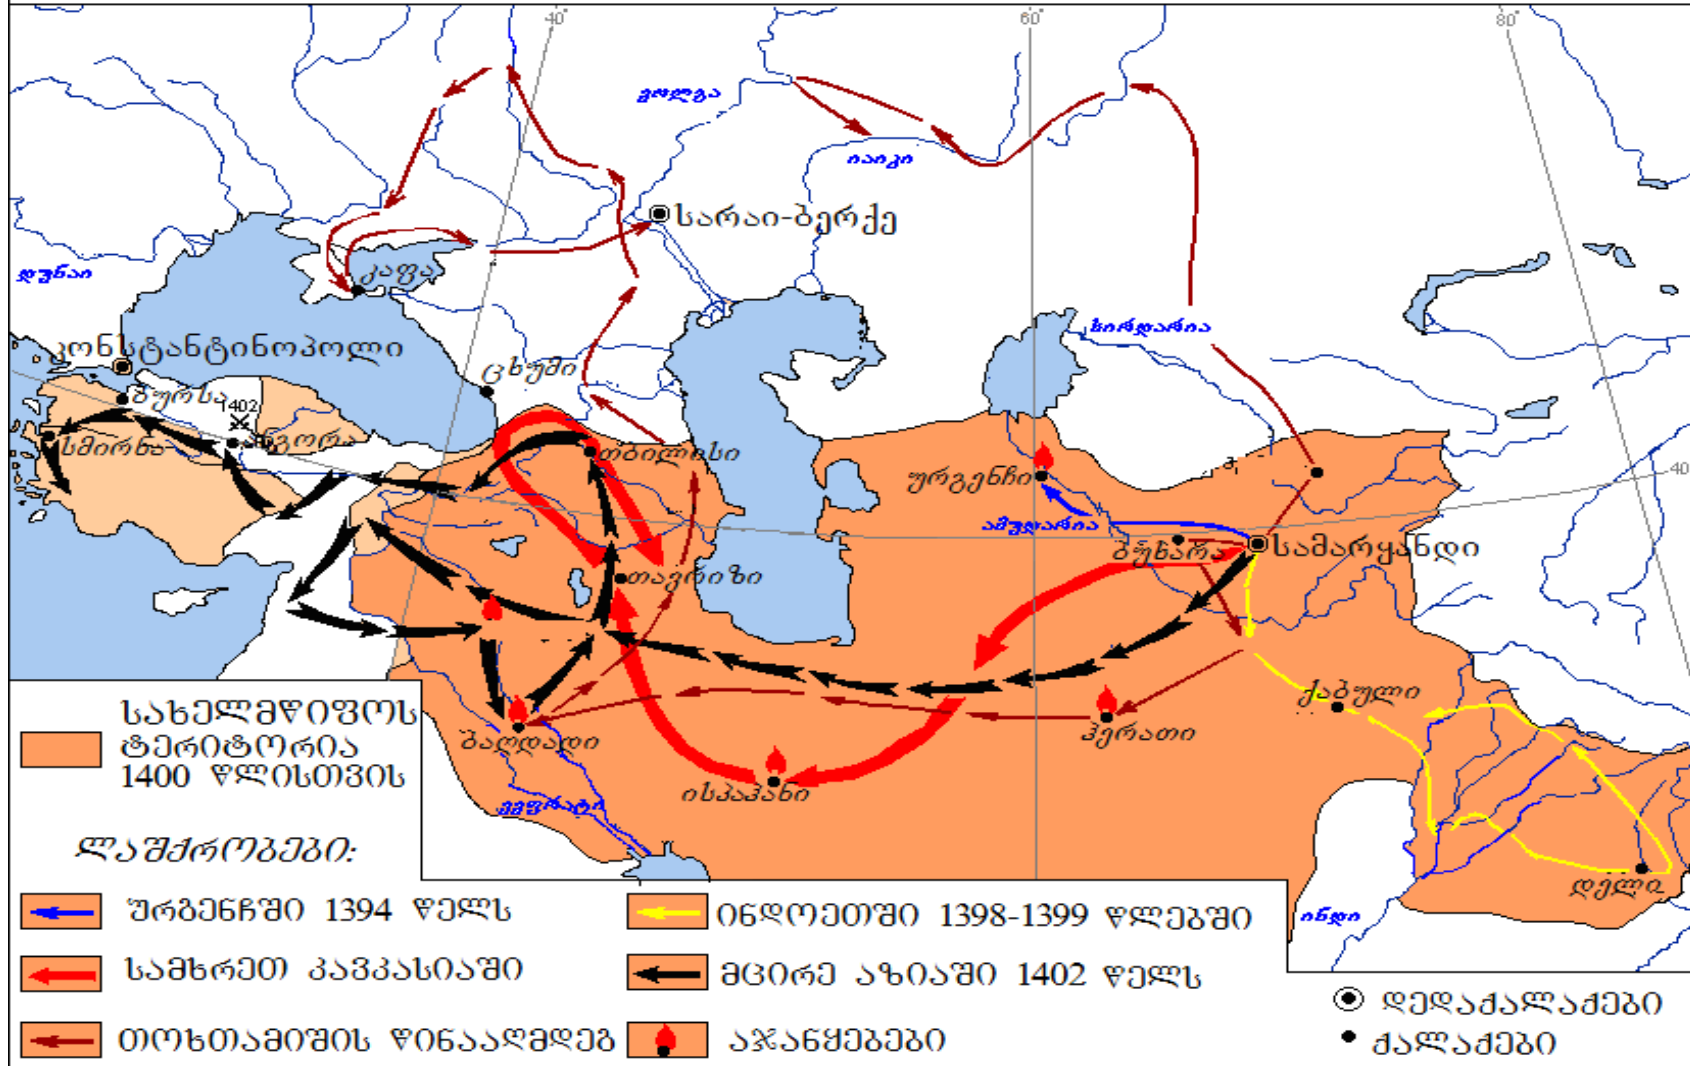 40°
60°
80°
ვოლგა
იაიკი
სარაი-ბერქე
დუნაი
კაფა
სირდარია
კონსტანტინოპოლი
ცხუმი
ბურსა
1402
სმირნა
ანგორა
თბილისი
ურგენჩი
40
ამუდარია
ბუხარა
სამარყანდი
თავრიზი
ქაბული
ბაღდადი
ჰერათი
ისპაჰანი
ევფრატი
დელი
ინდი
სახელმწიფოს
ტერიტორია
1400 წლისთვის
ლაშქრობები:
ურგენჩში 1394 წელს
ინდოეთში 1398-1399 წლებში
სამხრეთ კავკასიაში
მცირე აზიაში 1402 წელს
თოხთამიშის წინააღმდეგ
აჯანყებები
დედაქალაქები
ქალაქები